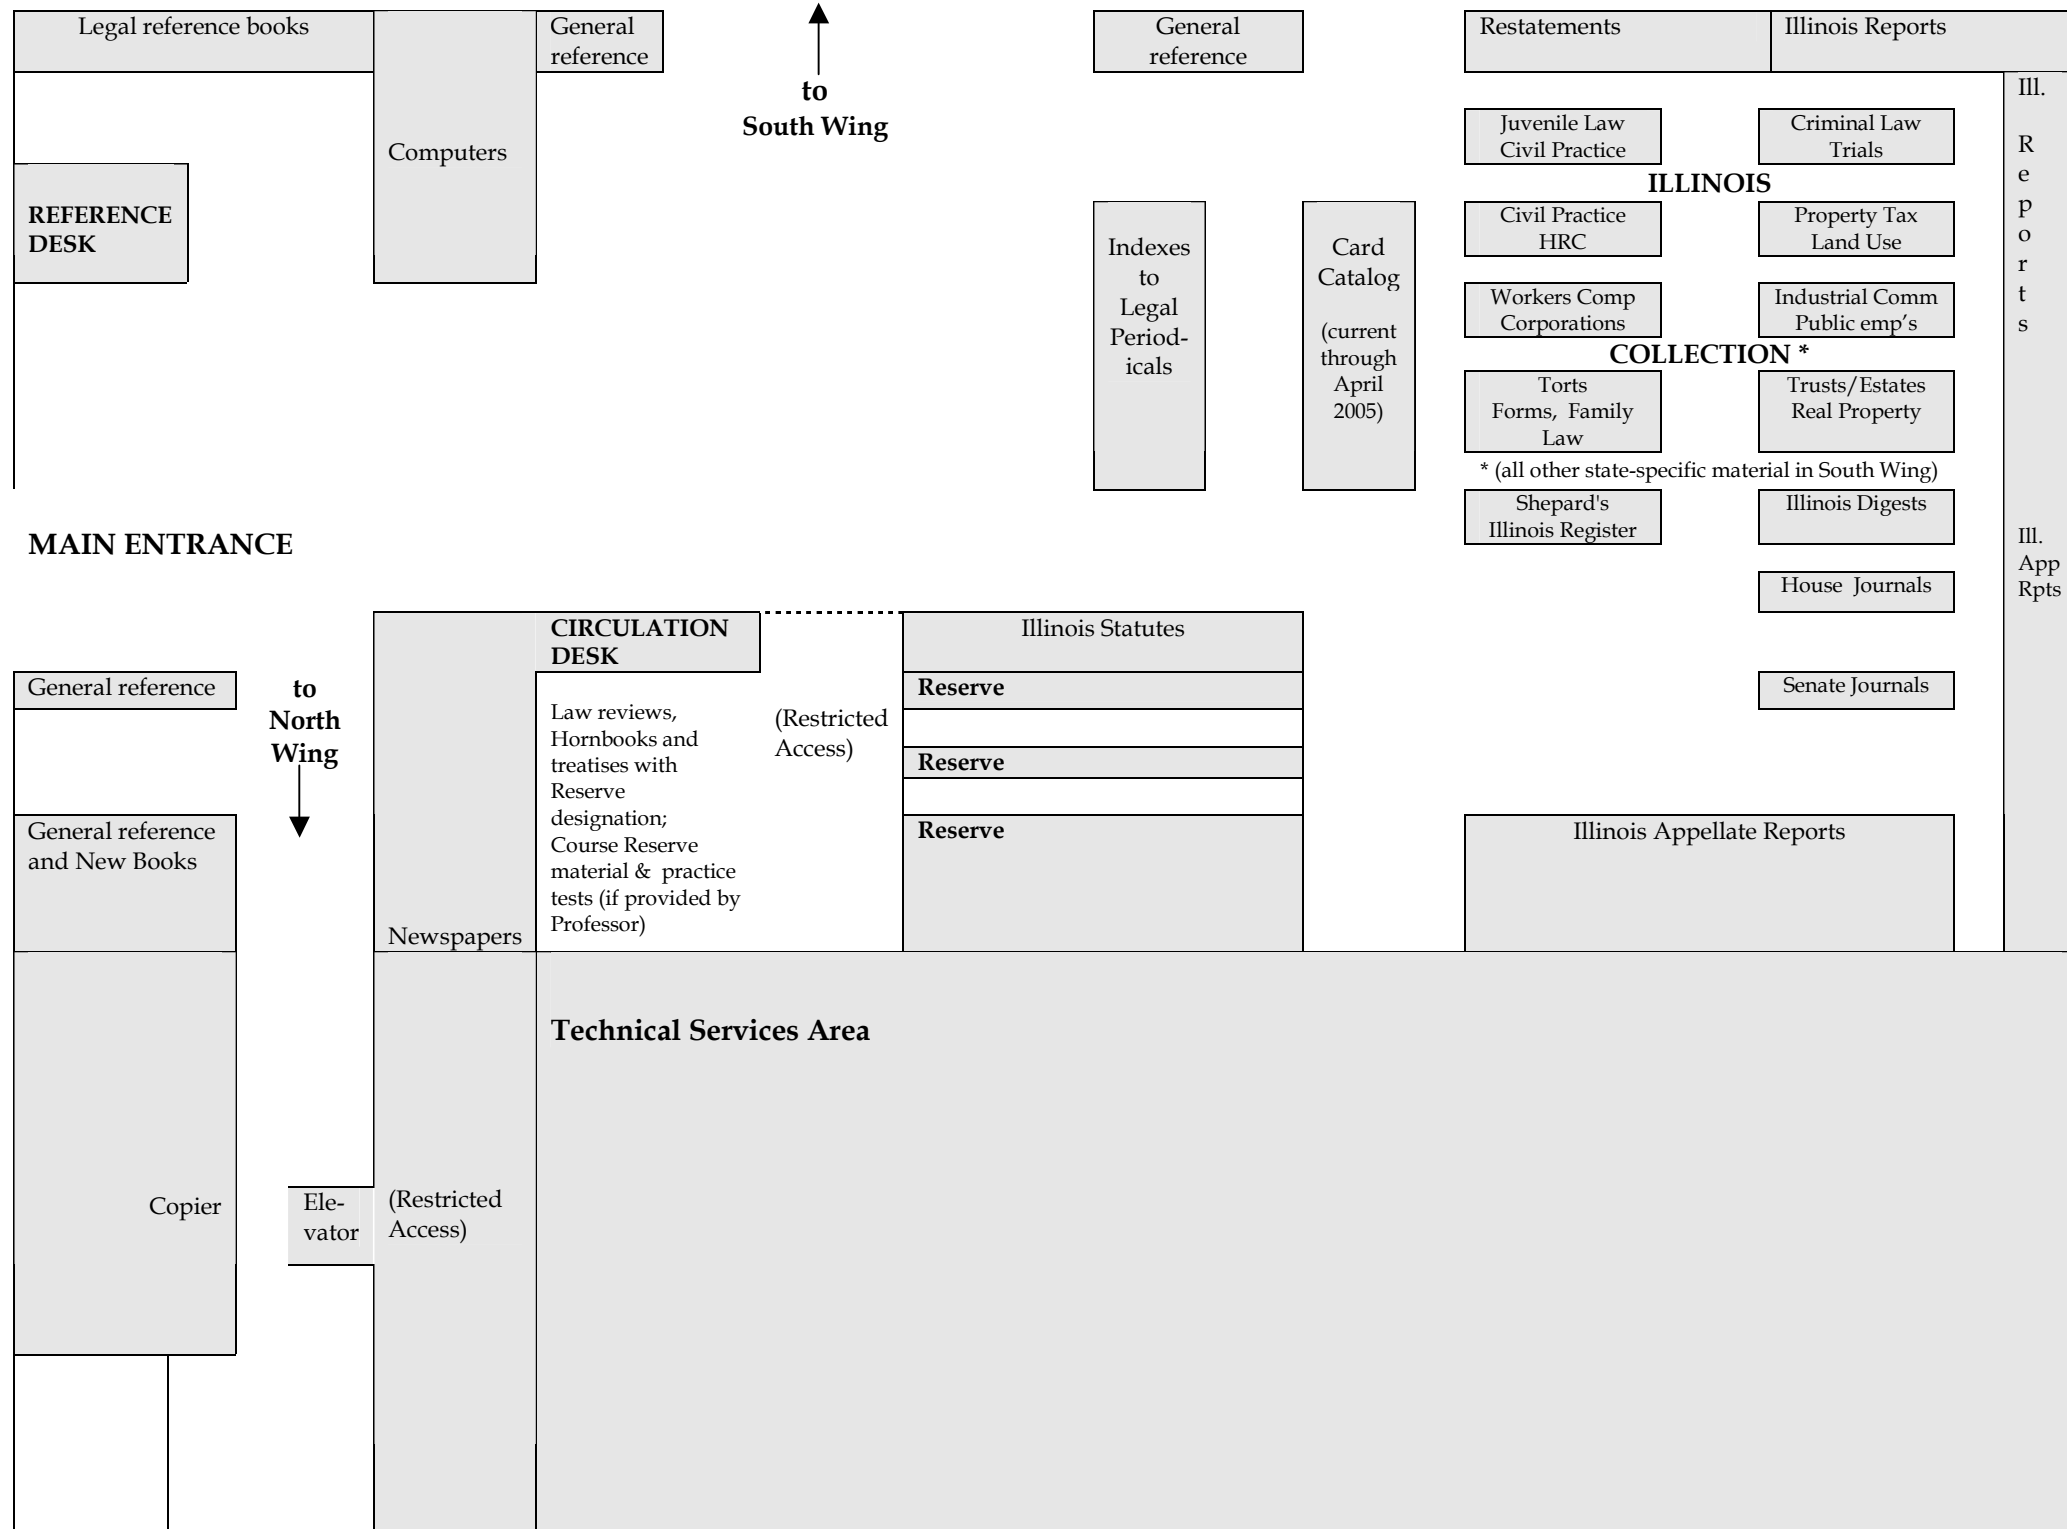 Legal reference books
Computers
General
reference
to
South Wing
General
reference
Restatements
Illinois Reports
Ill.
R
e
p
o
r
t
s
Ill.
App
Rpts
REFERENCE
DESK
Indexes
to
Legal
Period-
icals
Card
Catalog
(current
through
April
2005)
Juvenile Law
Civil Practice
Criminal Law
Trials
ILLINOIS
Civil Practice
HRC
Property Tax
Land Use
Workers Comp
Corporations
Industrial Comm
Public emp's
COLLECTION *
Torts
Forms, Family
Law
Trusts/Estates
Real Property
* (all other state-specific material in South Wing)
Shepard's
Illinois Register
Illinois Digests
House Journals
Senate Journals
MAIN ENTRANCE
CIRCULATION
DESK
Illinois Statutes
General reference
to
North
Wing
Law reviews,
Hornbooks and
treatises with
Reserve
designation;
Course Reserve
material & practice
tests (if provided by
Professor)
(Restricted
Access)
Reserve
Reserve
Reserve
General reference
and New Books
Newspapers
Illinois Appellate Reports
Technical Services Area
Copier
Ele-
vator
(Restricted
Access)